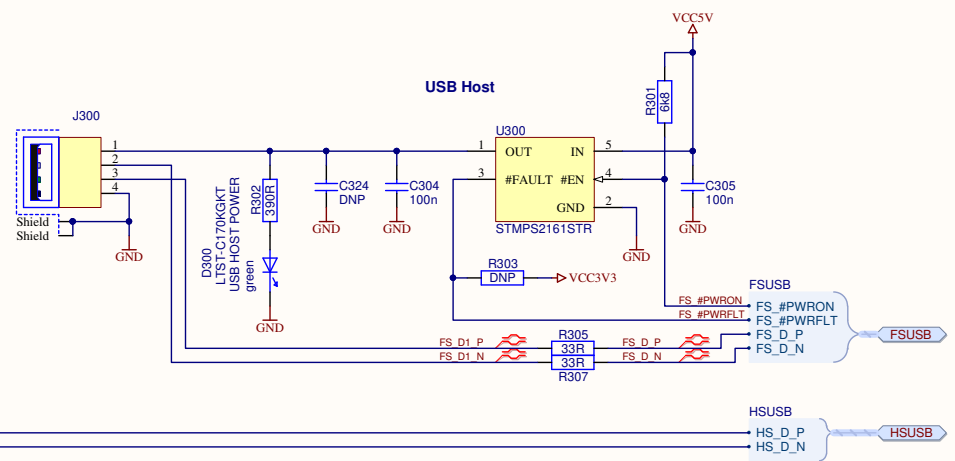 VCC5V
USB Host
R301
6k8
J300
U300
1
2
3
4
1
OUT
IN
5
3
#FAULT
#EN
4
GND
2
STMPS2161STR
R302
390R
C324
DNP
C304
100n
C305
100n
Shield
Shield
GND
D300
LTST-C170KGKT
USB HOST POWER
green
GND
GND
GND
GND
GND
R303
DNP
VCC3V3
FSUSB
FS_#PWRON
FS_#PWRON
FS_#PWRFLT
FS_#PWRFLT
FS_D1_P
R305
33R
FS_D_P
FS_D_P
FS_D1_N
33R
R307
FS_D_N
FS_D_N
FSUSB
HSUSB
HS_D_P
HS_D_N
HSUSB